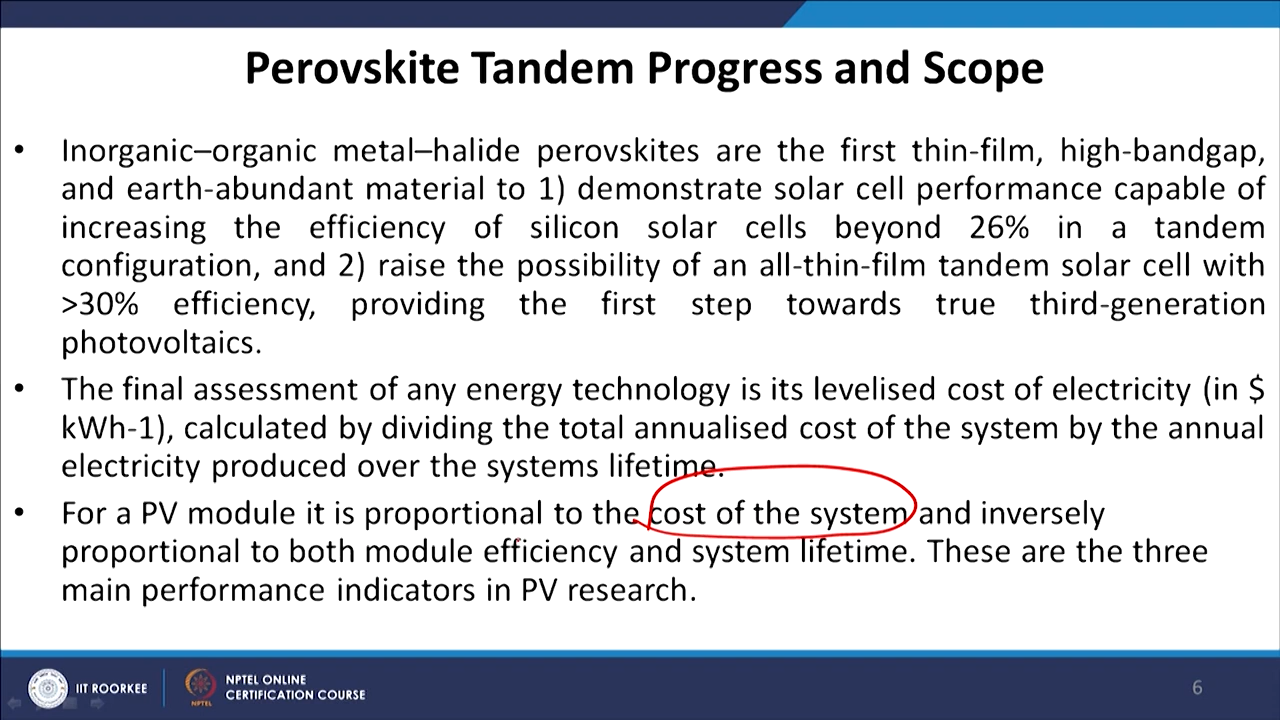 Perovskite Tandem Progress and Scope
• Inorganic–organic metal–halide perovskites are the first thin-film, high-bandgap,
and earth-abundant material to 1) demonstrate solar cell performance capable of
increasing the efficiency of silicon solar cells beyond 26% in a tandem
configuration, and 2) raise the possibility of an all-thin-film tandem solar cell with
>30% efficiency, providing the first step towards true third-generation
photovoltaics.
• The final assessment of any energy technology is its levelised cost of electricity (in $
kWh-1), calculated by dividing the total annualised cost of the system by the annual
electricity produced over the systems lifetime.
• For a PV module it is proportional to the cost of the system and inversely
proportional to both module efficiency and system lifetime. These are the three
main performance indicators in PV research.
IIT ROORKEE
NPTEL
NPTEL ONLINE
CERTIFICATION COURSE
6